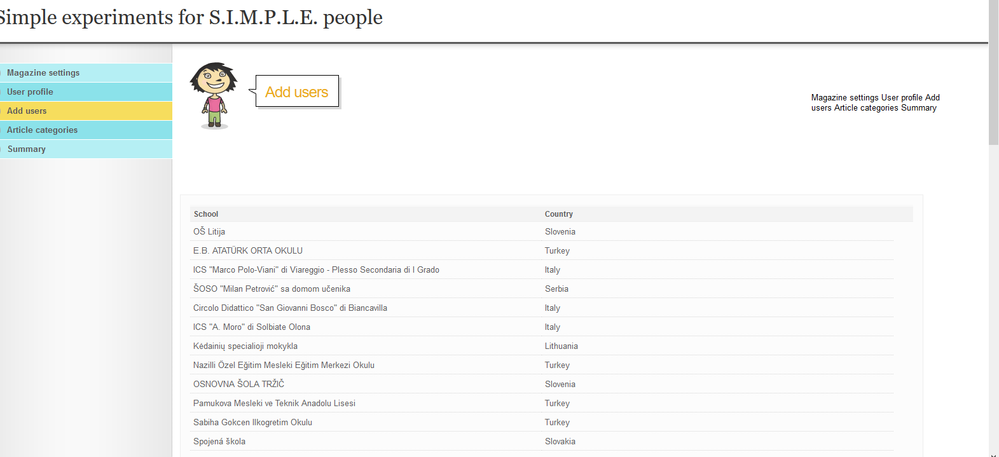 Simple experiments for S.I.M.P.L.E. people
Magazine settings
User profile
Add users
Article categories
Summary
Add users
Magazine settings User profile Add
users Article categories Summary
School Country
OŠ Litija Slovenia
E.B. ATATÜRK ORTA OKULU Turkey
ICS "Marco Polo-Viani" di Viareggio - Plesso Secondaria di I Grado Italy
ŠOSO "Milan Petrović" sa domom učenika Serbia
Circolo Didattico "San Giovanni Bosco" di Biancavilla Italy
ICS "A. Moro" di Solbiate Olona Italy
Kėdainių specialioji mokykla Lithuania
Nazilli Özel Eğitim Mesleki Eğitim Merkezi Okulu Turkey
OSNOVNA ŠOLA TRŽIČ Slovenia
Pamukova Mesleki ve Teknik Anadolu Lisesi Turkey
Sabiha Gokcen Ilkogretim Okulu Turkey
Spojená škola Slovakia